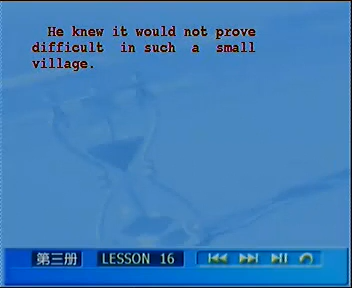 He knew it would not prove
difficult in such a small
village.
第三册 LESSON 16